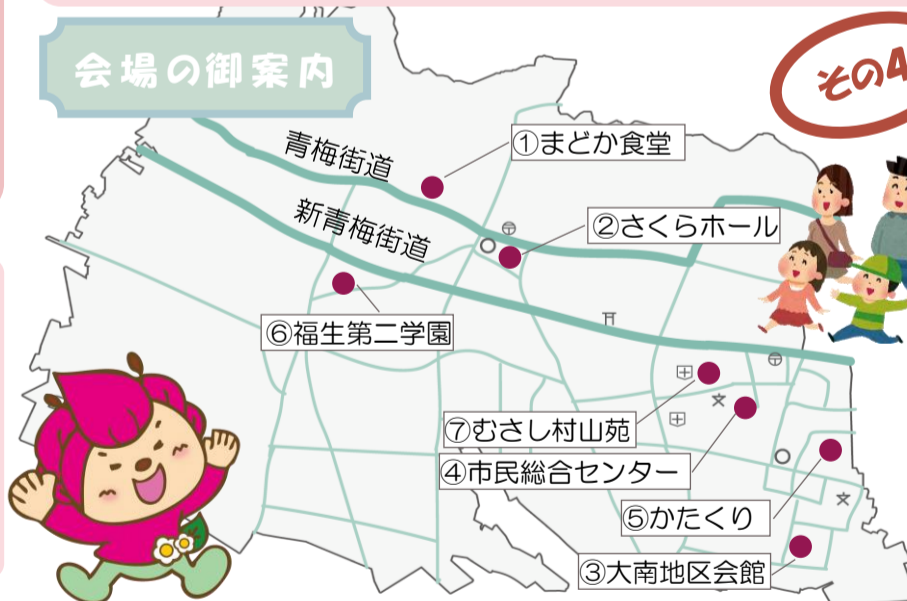 会場の御案内
その4
青梅街道
新青梅街道
①まどか食堂
②さくらホール
⑥福生第二学園
⑦むさし村山苑
④市民総合センター
⑤かたくり
③大南地区会館